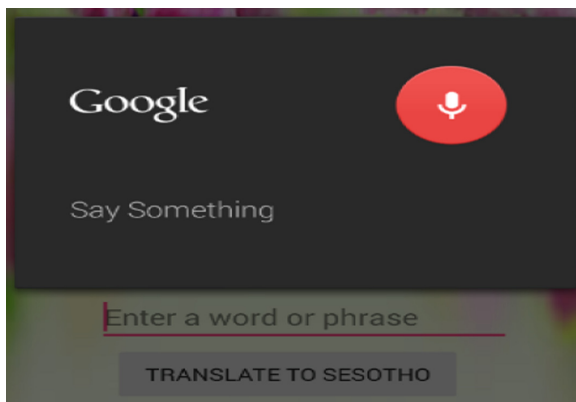 Google
Say Something
Enter a word or phrase
TRANSLATE TO SESOTHO